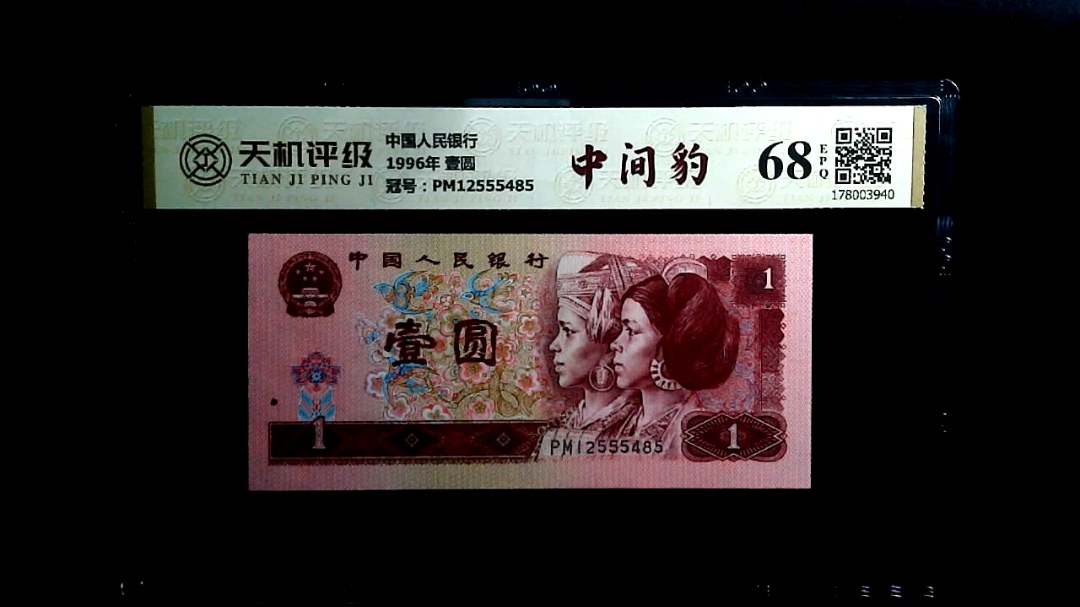 天机评级
TIAN JI PING JI
中国人民银行
1996年 壹圆
冠号：PM12555485
中间豹
68
EPQ
178003940
中国人民银行
1
壹圆
1
PM12555485
1